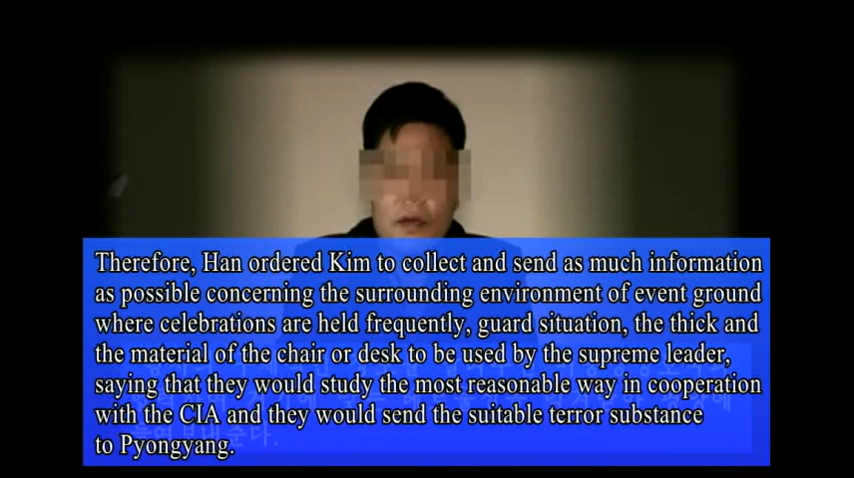 Therefore, Han ordered Kim to collect and send as much information
as possible concerning the surrounding environment of event ground
where celebrations are held frequently, guard situation, the thick and
the material of the chair or desk to be used by the supreme leader,
saying that they would study the most reasonable way in cooperation
with the CIA and they would send the suitable terror substance
to Pyongyang.